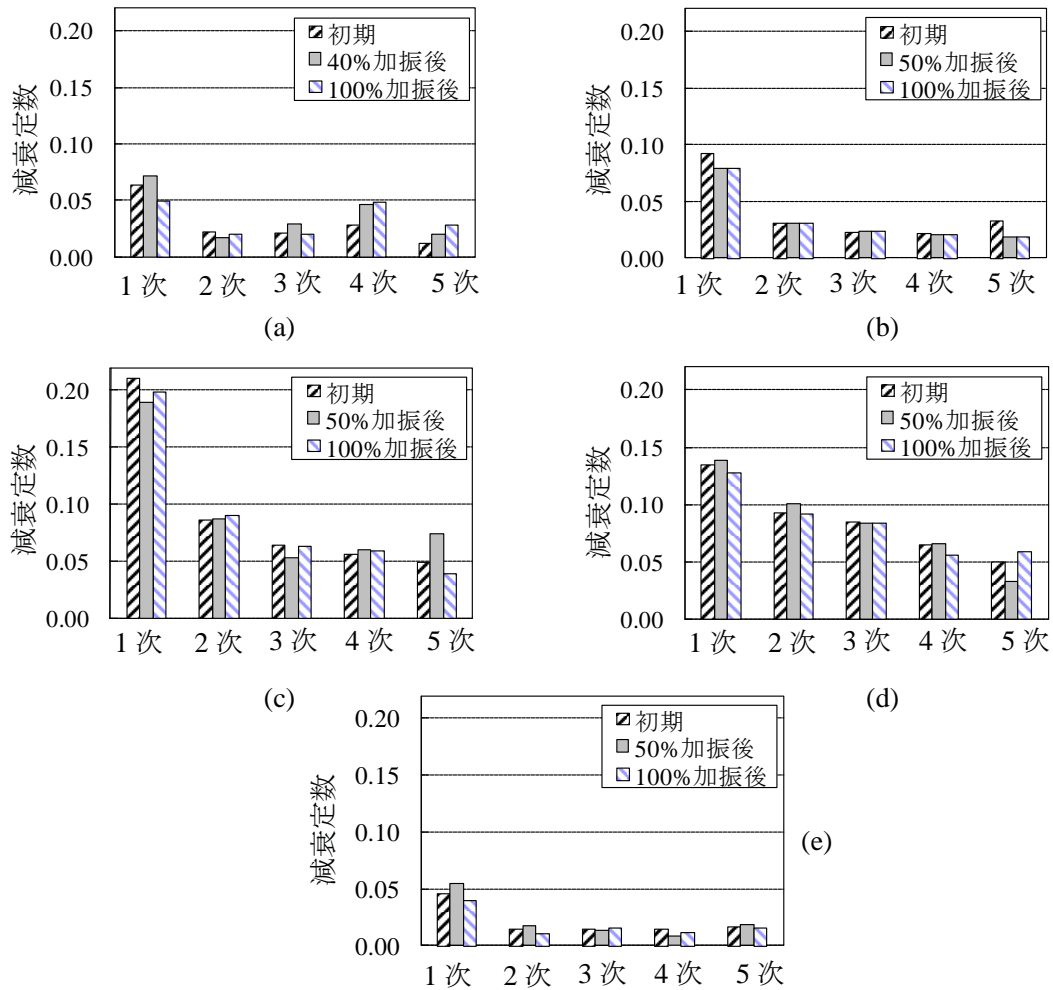 減衰定数
0.20
0.15
0.10
0.05
0.00
初期
40%加振後
100%加振後
1 次
2 次
3 次
4 次
5 次
(a)
減衰定数
0.20
0.15
0.10
0.05
0.00
初期
50%加振後
100%加振後
1 次
2 次
3 次
4 次
5 次
(b)
減衰定数
0.20
0.15
0.10
0.05
0.00
初期
50%加振後
100%加振後
1 次
2 次
3 次
4 次
5 次
(c)
減衰定数
0.20
0.15
0.10
0.05
0.00
初期
50%加振後
100%加振後
1 次
2 次
3 次
4 次
5 次
(d)
減衰定数
0.20
0.15
0.10
0.05
0.00
初期
50%加振後
100%加振後
1 次
2 次
3 次
4 次
5 次
(e)